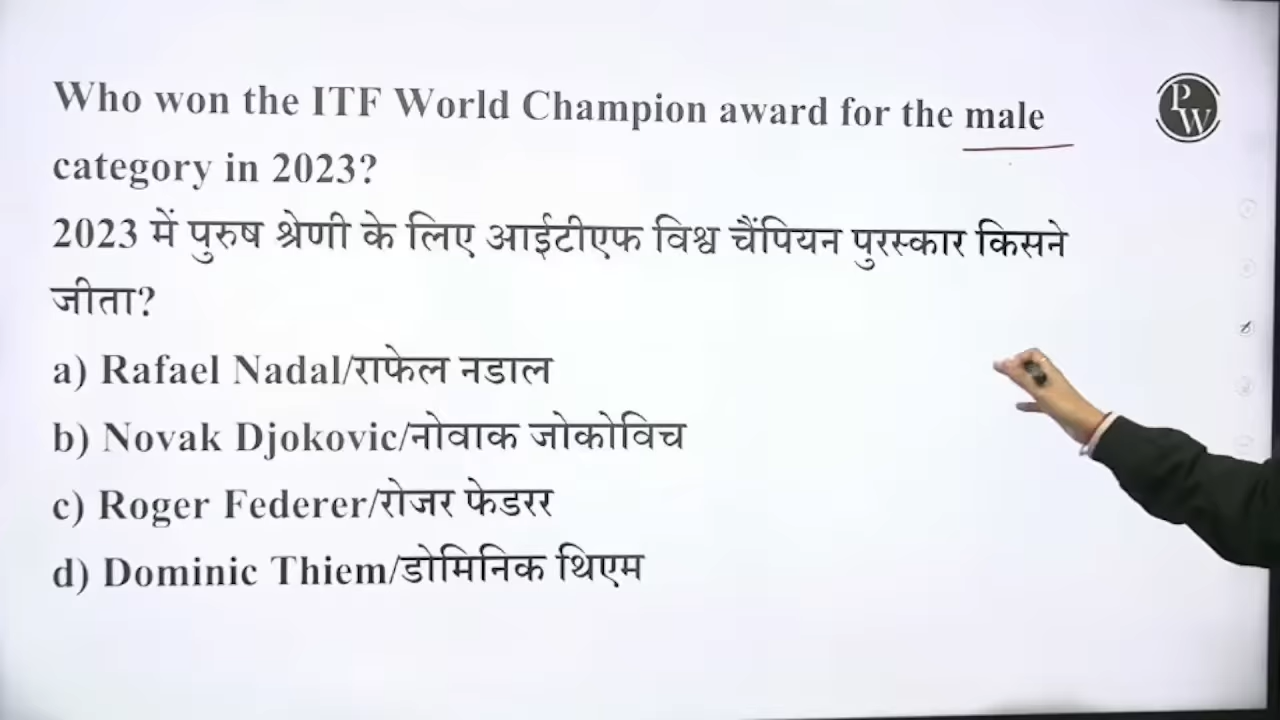 Who won the ITF World Champion award for the male
category in 2023?
2023 में पुरुष श्रेणी के लिए आईटीएफ विश्व चैंपियन पुरस्कार किसने
जीता?
a) Rafael Nadal/राफेल नडाल
b) Novak Djokovic/नोवाक जोकोविच
c) Roger Federer/रोजर फेडरर
d) Dominic Thiem/डोमिनिक थिएम
PW